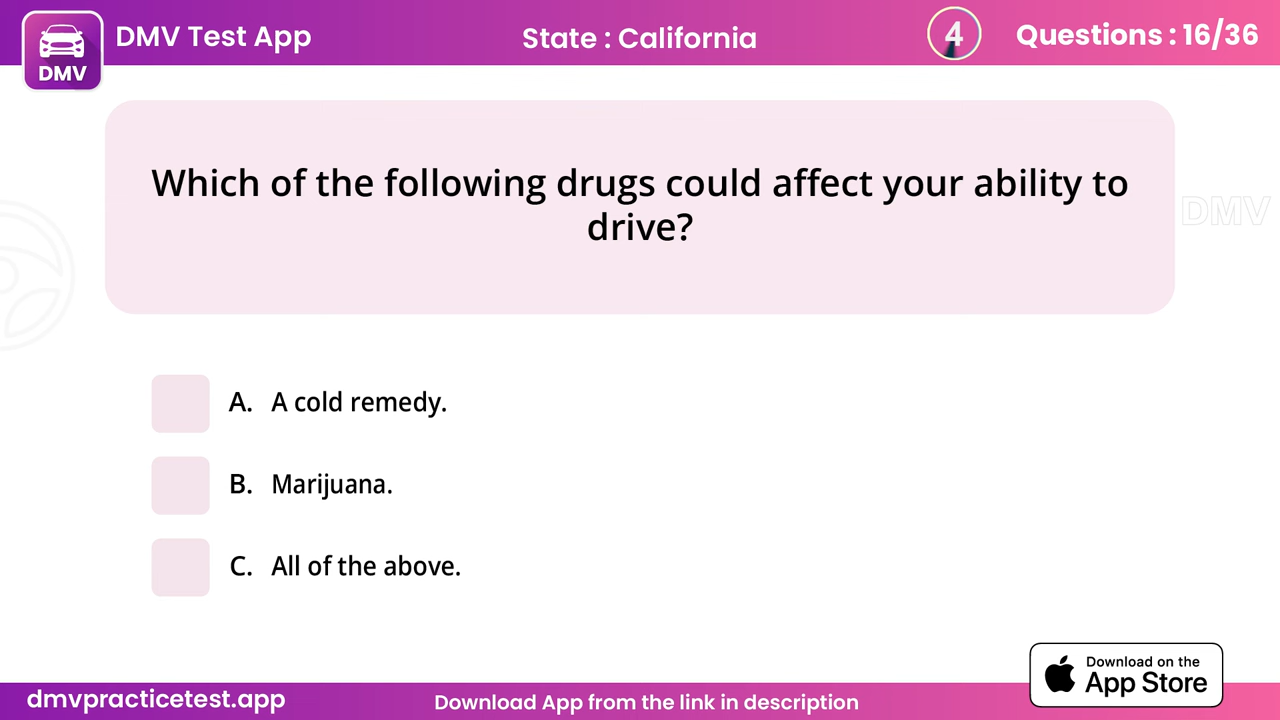 DMV Test App
State : California
4
Questions : 16/36
DMV
Which of the following drugs could affect your ability to
drive?
DMV
A. A cold remedy.
B. Marijuana.
C. All of the above.
Download on the
App Store
dmvpracticetest.app
Download App from the link in description